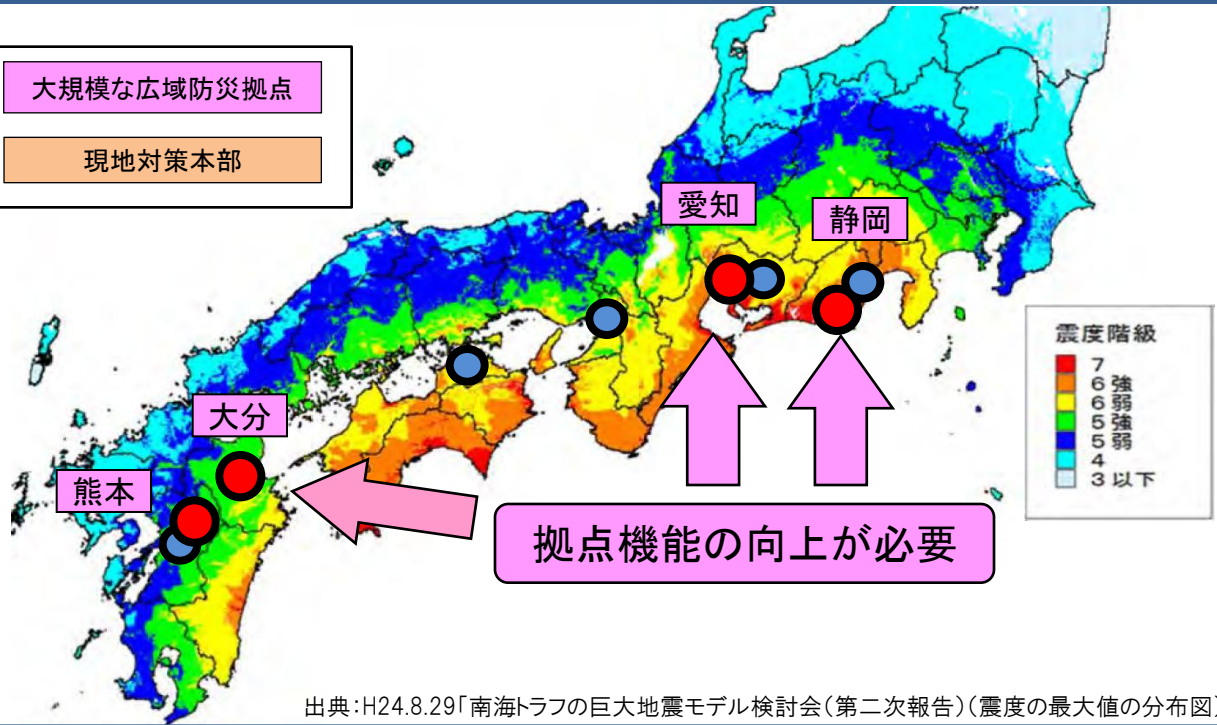 大規模な広域防災拠点
現地対策本部
愛知
静岡
大分
熊本
拠点機能の向上が必要
震度階級
7
6強
6弱
5強
5弱
4
3以下
出典:H24.8.29「南海トラフの巨大地震モデル検討会(第二次報告)(震度の最大値の分布図)